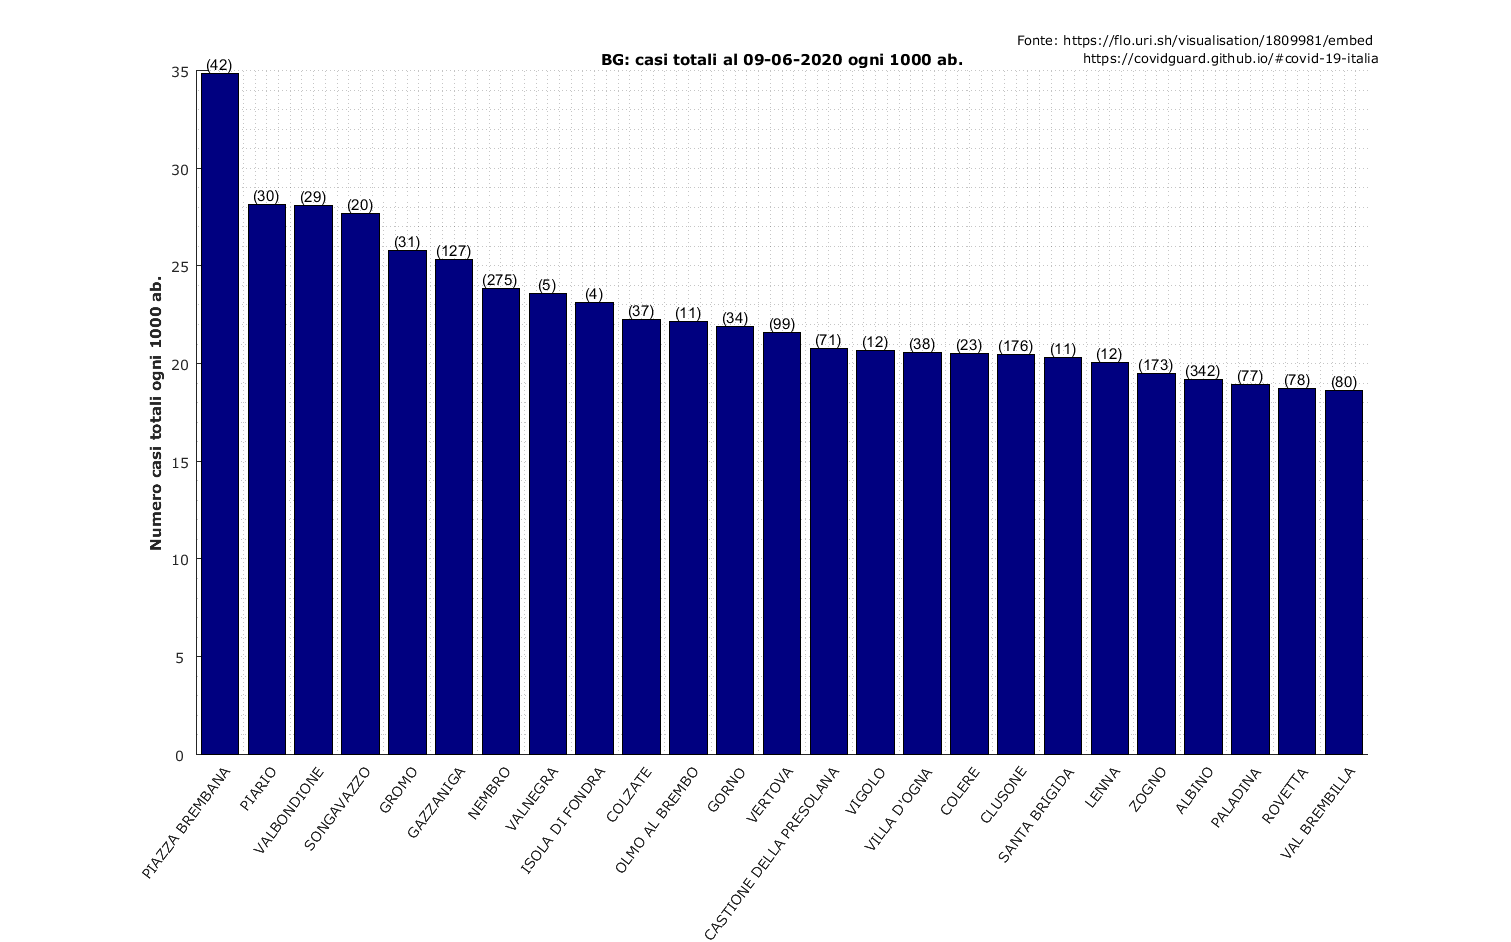 Fonte: https://flo.uri.sh/visualisation/1809981/embed
https://covidguard.github.io/#covid-19-italia
BG: casi totali al 09-06-2020 ogni 1000 ab.
Numero casi totali ogni 1000 ab.
35
30
25
20
15
10
5
0
(42)
(30)
(29)
(20)
(31)
(127)
(275)
(5)
(4)
(37)
(11)
(34)
(99)
(71)
(12)
(38)
(23)
(176)
(11)
(12)
(173)
(342)
(77)
(78)
(80)
PIAZZA BREMBANA
PIARIO
VALBONDIONE
SONGAVAZZO
GROMO
GAZZANIGA
NEMBRO
VALNEGRA
ISOLA DI FONDRA
COLZATE
OLMO AL BREMBO
GORNO
VERTOVA
CASTIONE DELLA PRESOLANA
VIGOLO
VILLA D'OGNA
COLERE
CLUSONE
SANTA BRIGIDA
LENNA
ZOGNO
ALBINO
PALADINA
ROVETTA
VAL BREMBILLA